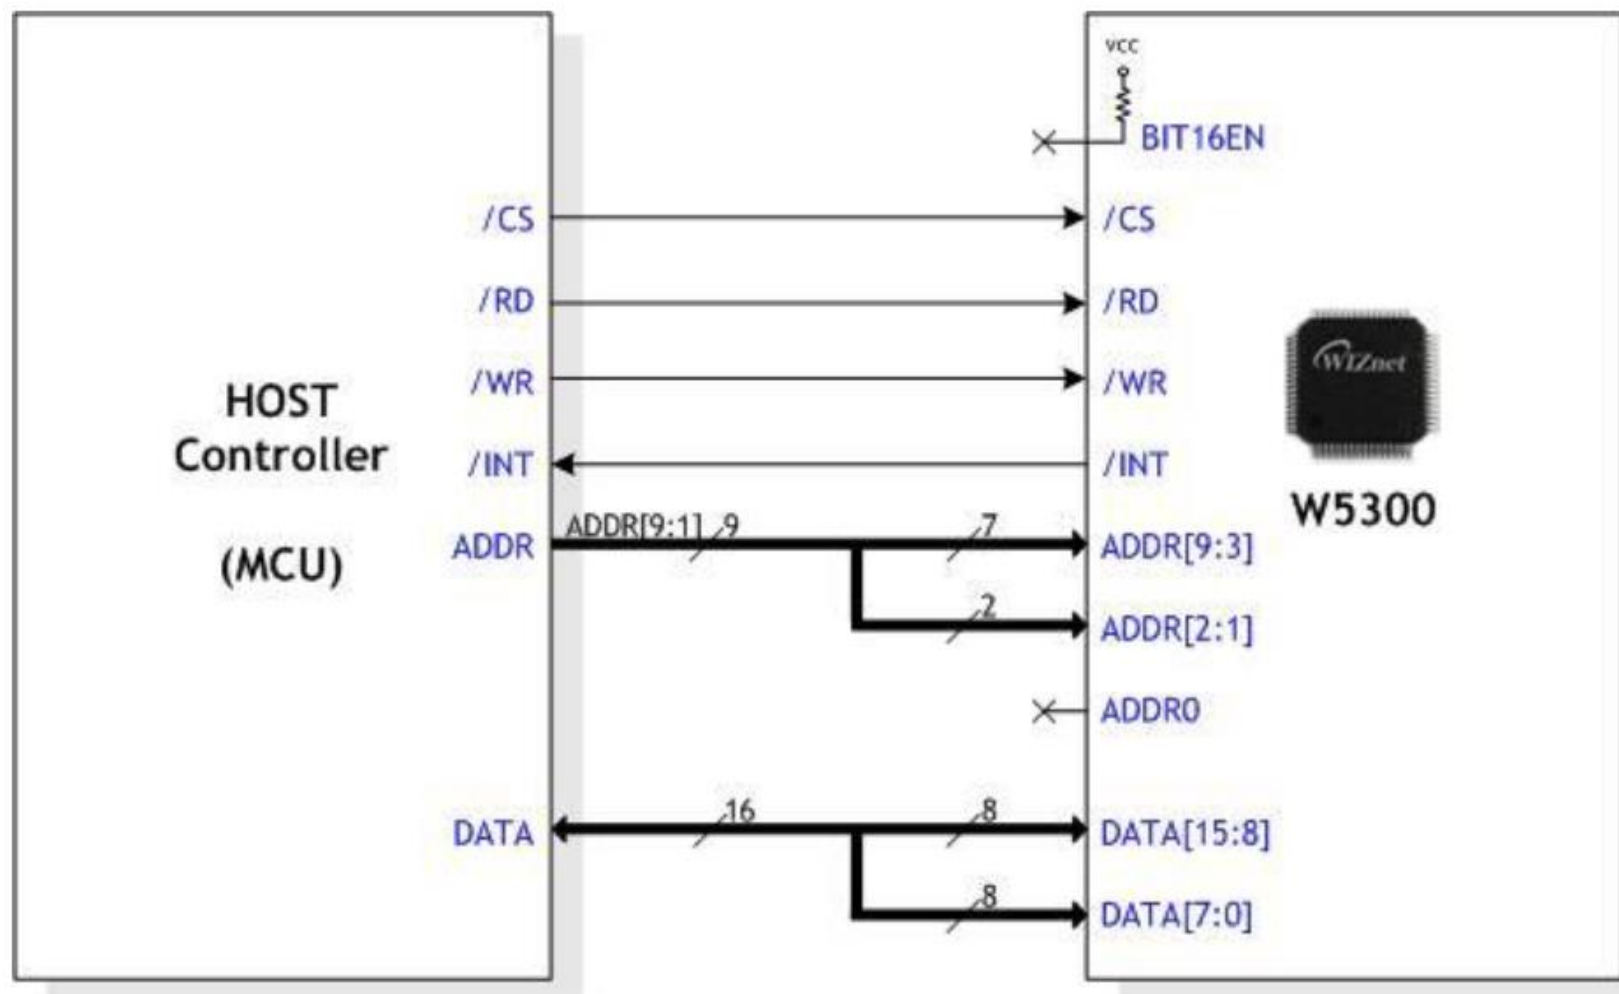 VCC
BIT16EN
/CS
/CS
/RD
/RD
/WR
/WR
/INT
/INT
HOST
Controller
(MCU)
WIZnet
W5300
ADDR
ADDR[9:1]
9
7
ADDR[9:3]
2
ADDR[2:1]
ADDR0
DATA
16
8
DATA[15:8]
8
DATA[7:0]